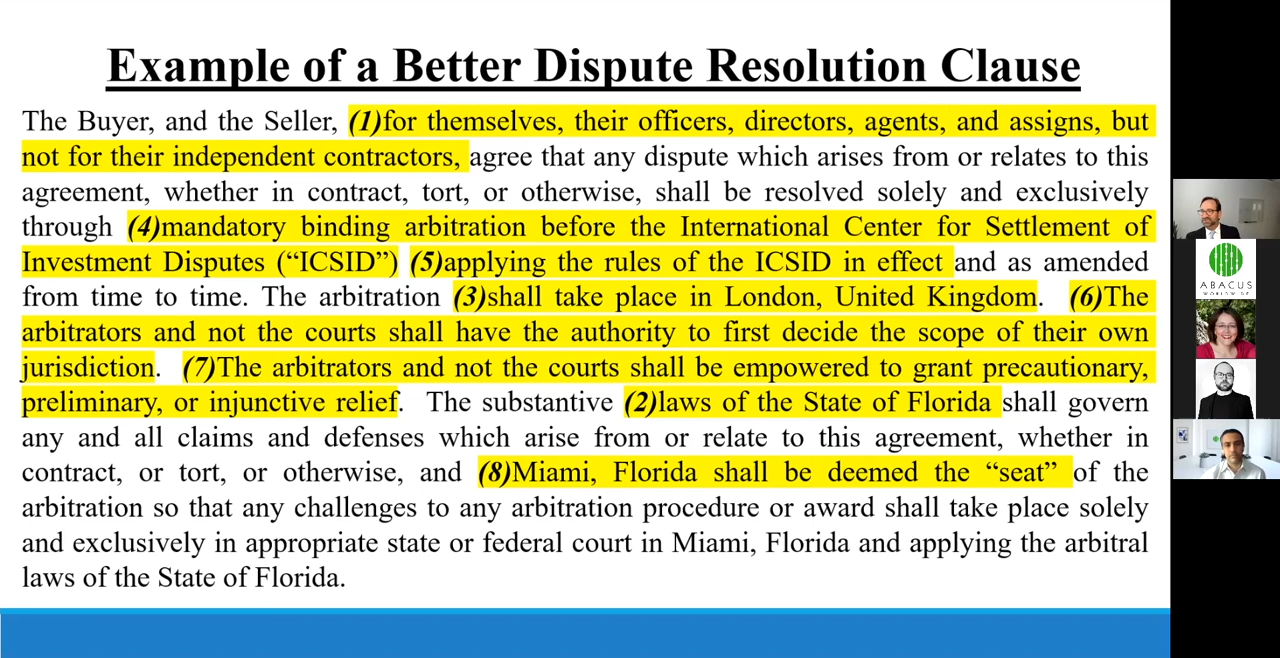 Example of a Better Dispute Resolution Clause
The Buyer, and the Seller, (1)for themselves, their officers, directors, agents, and assigns, but
not for their independent contractors, agree that any dispute which arises from or relates to this
agreement, whether in contract, tort, or otherwise, shall be resolved solely and exclusively
through (4)mandatory binding arbitration before the International Center for Settlement of
Investment Disputes (“ICSID”) (5)applying the rules of the ICSID in effect and as amended
from time to time. The arbitration (3)shall take place in London, United Kingdom. (6)The
arbitrators and not the courts shall have the authority to first decide the scope of their own
jurisdiction. (7)The arbitrators and not the courts shall be empowered to grant precautionary,
preliminary, or injunctive relief. The substantive (2)laws of the State of Florida shall govern
any and all claims and defenses which arise from or relate to this agreement, whether in
contract, or tort, or otherwise, and (8)Miami, Florida shall be deemed the “seat” of the
arbitration so that any challenges to any arbitration procedure or award shall take place solely
and exclusively in appropriate state or federal court in Miami, Florida and applying the arbitral
laws of the State of Florida.
ABACUS